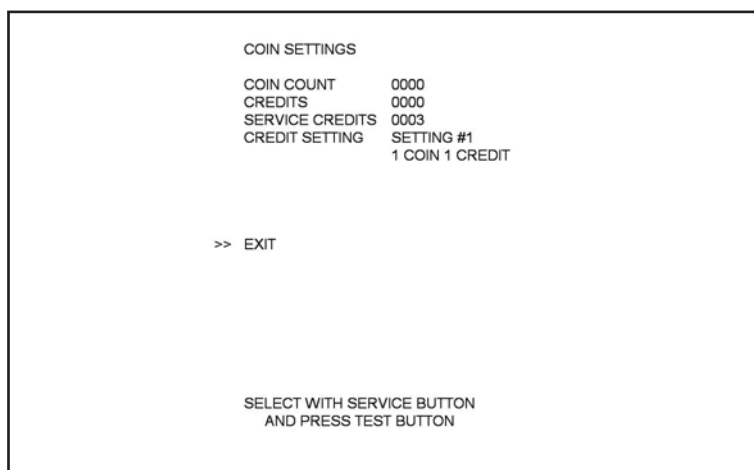 COIN SETTINGS
COIN COUNT 0000
CREDITS 0000
SERVICE CREDITS 0003
CREDIT SETTING SETTING #1
1 COIN 1 CREDIT
>> EXIT
SELECT WITH SERVICE BUTTON
AND PRESS TEST BUTTON